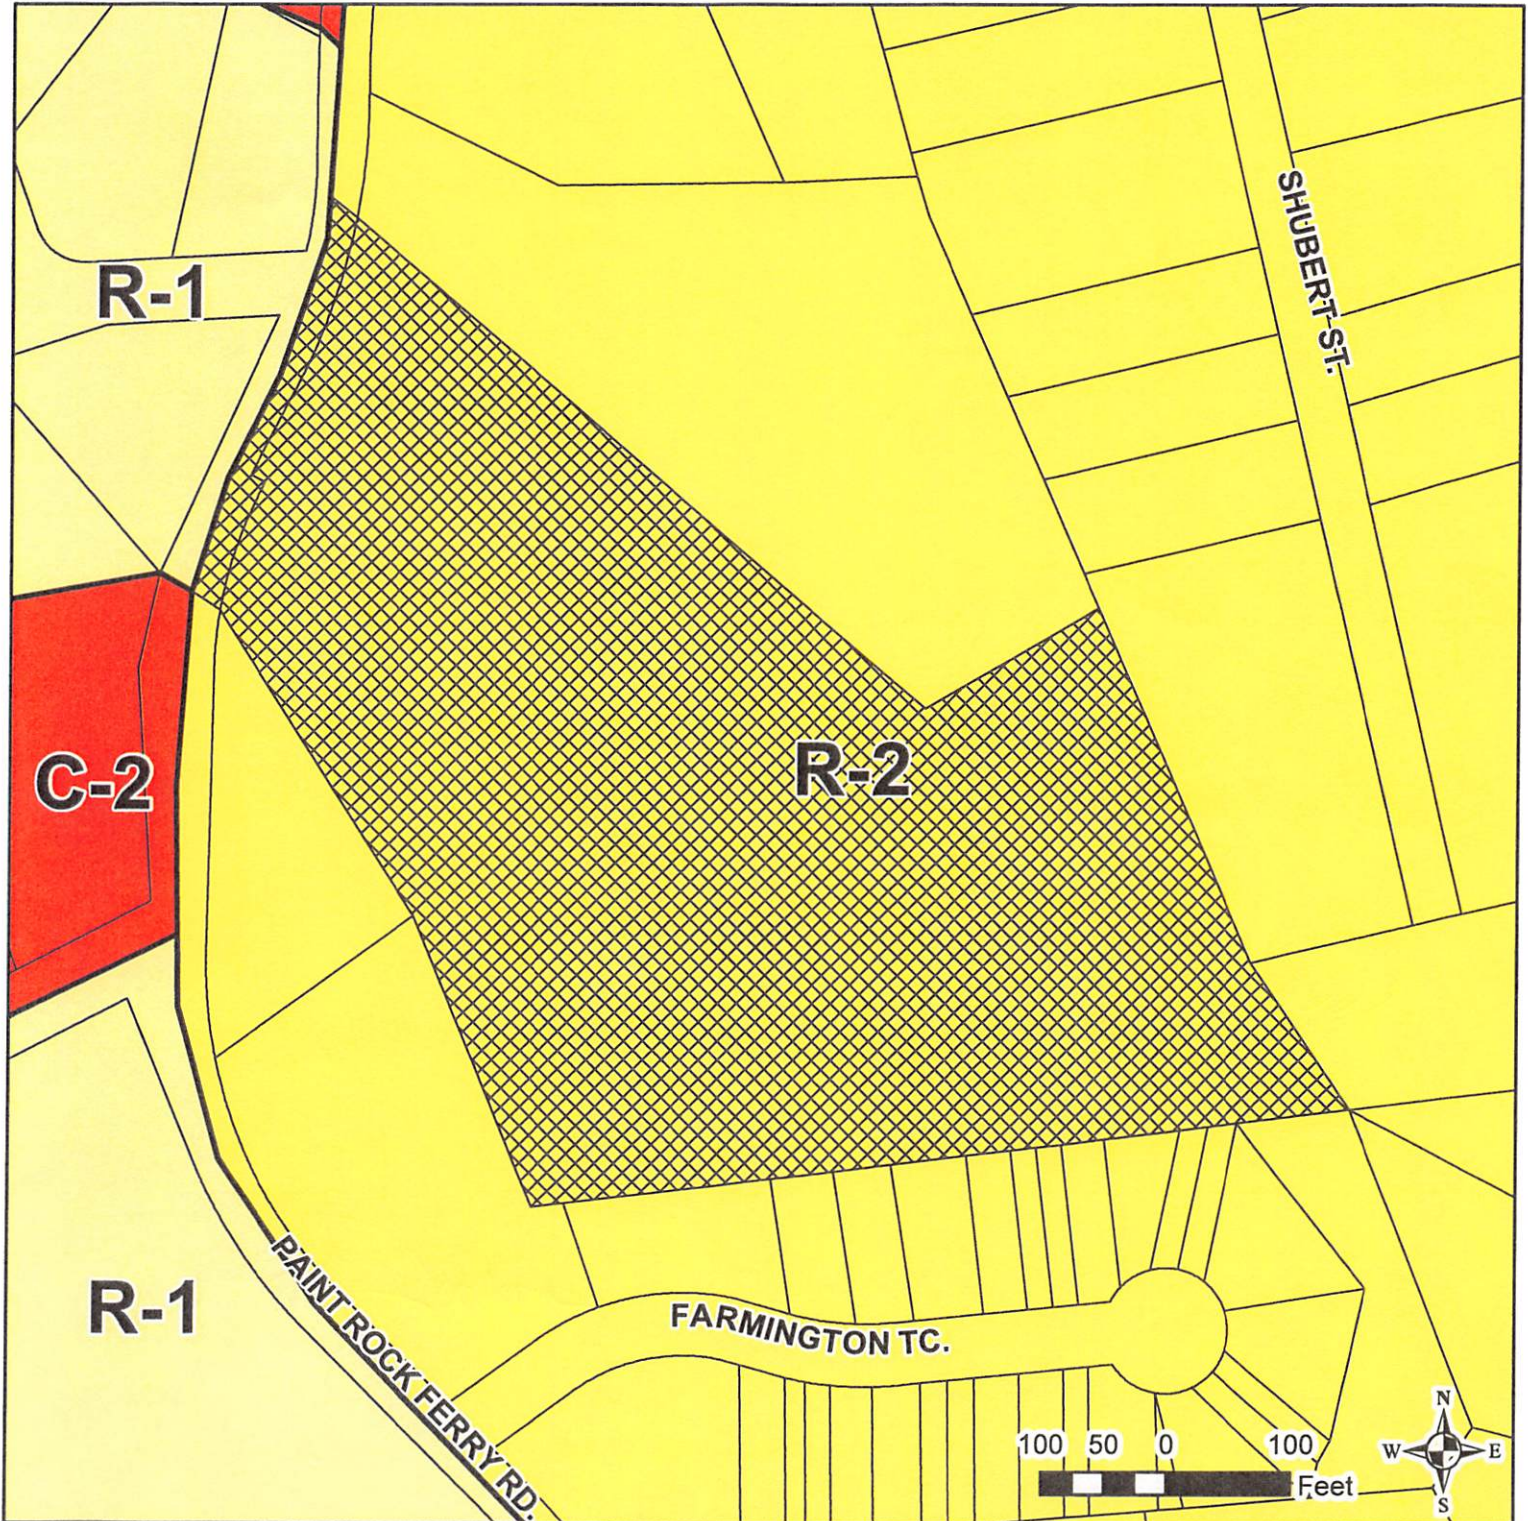 SHUBERT ST.
R-1
R-2
C-2
R-1
PAINT ROCK FERRY RD.
FARMINGTON TC.
100 50 0 100
Feet
N
W E
S